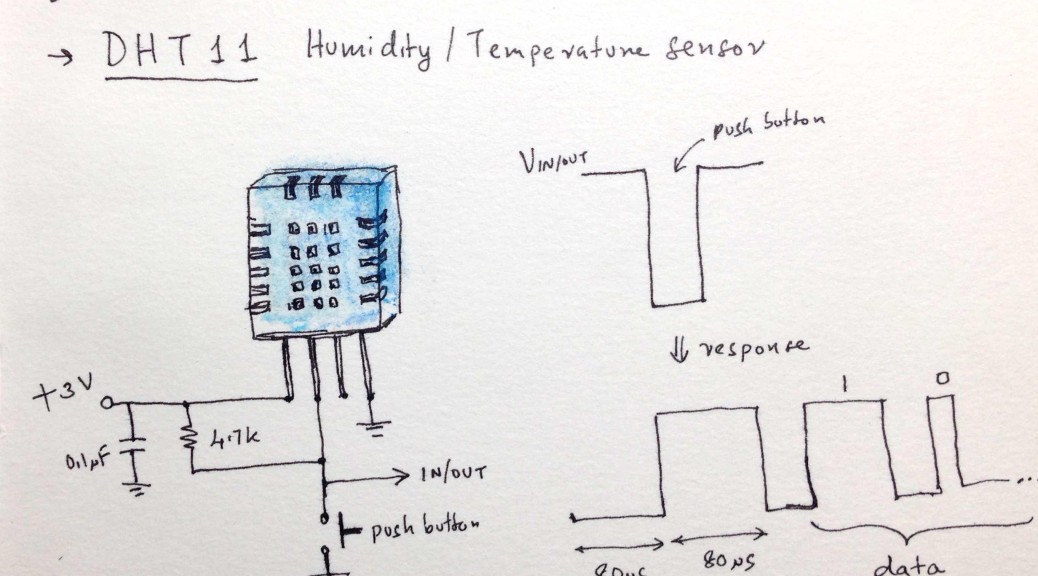 → DHT11 Humidity / Temperature sensor
push button
VIN/OUT
⇓ response
+3V
1 0
4.7k
0.1µF
IN/OUT
push button
80µs 80µs data
...